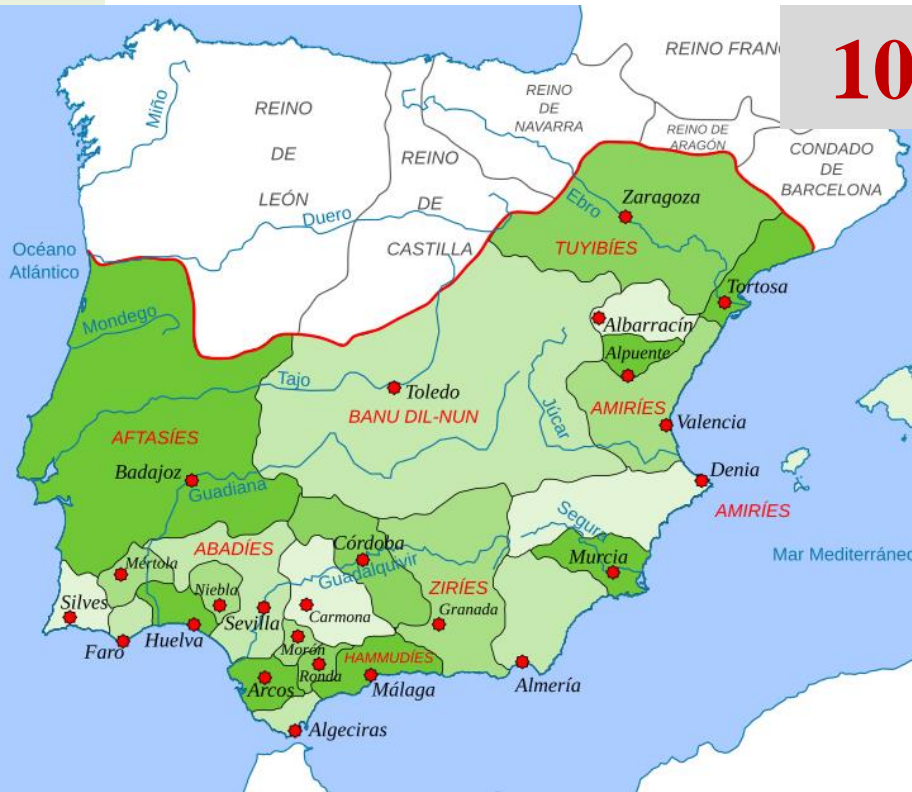 REINO FRAN
10
REINO
DE
NAVARRA
REINO DE
ARAGÓN
CONDADO
DE
BARCELONA
Miño
REINO
DE
LEÓN
REINO
DE
CASTILLA
Duero
Ebro
Zaragoza
TUYIBÍES
Océano
Atlántico
Tortosa
Mondego
Albarracín
Alpuente
Tajo
Toledo
BANU DIL-NUN
Júcar
AMIRÍES
Valencia
AFTASÍES
Badajoz
Guadiana
Denia
AMIRÍES
Segura
Mar Mediterráneo
ABADÍES
Córdoba
Guadalquivir
Murcia
Mértola
Niebla
ZIRÍES
Silves
Sevilla
Carmona
Granada
Faro
Huelva
Morón
HAMMUDÍES
Ronda
Arcos
Málaga
Almería
Algeciras